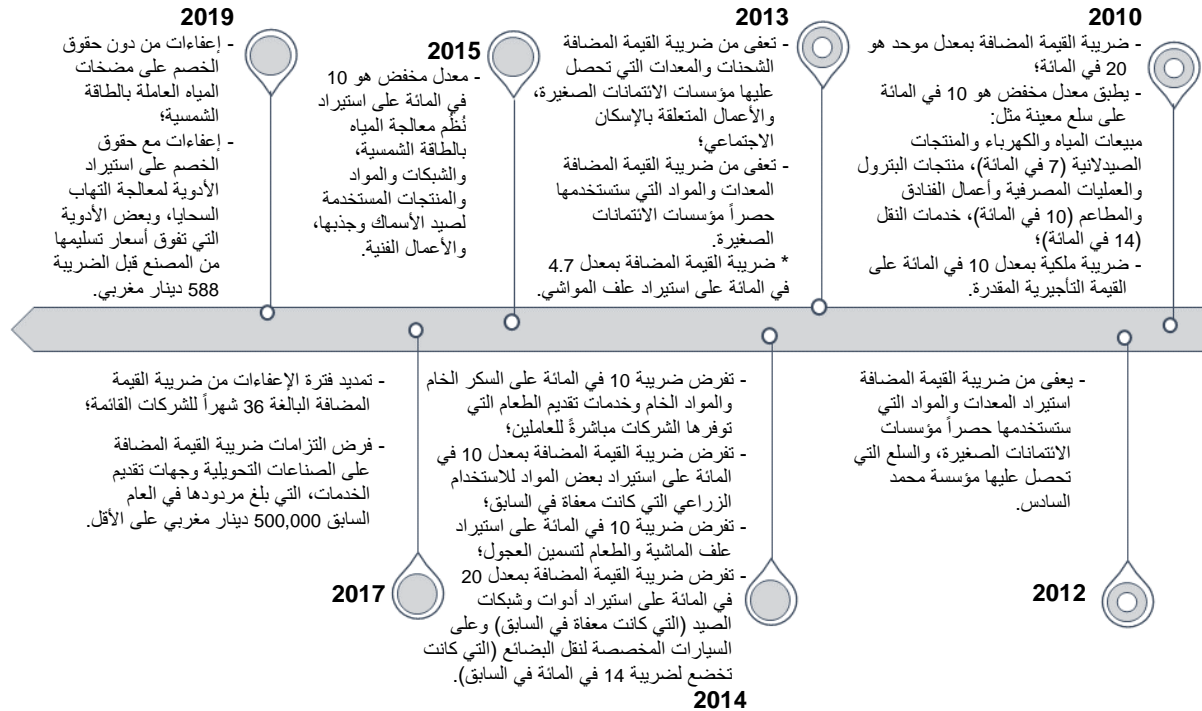 2010
- ضريبة القيمة المضافة بمعدل موحد هو
20 في المائة؛
- يطبق معدل مخفض هو 10 في المائة
على سلع معينة مثل:
مبيعات المياه والكهرباء والمنتجات
الصيدلانية (7 في المائة)، منتجات البترول
والعمليات المصرفية وأعمال الفنادق
والمطاعم (10 في المائة)، خدمات النقل
(14 في المائة)؛
- ضريبة ملكية بمعدل 10 في المائة على
القيمة التأجيرية المقدرة.
2012
- يعفى من ضريبة القيمة المضافة
استيراد المعدات والمواد التي
ستستخدمها حصراً مؤسسات
الائتمانات الصغيرة، والسلع التي
تحصل عليها مؤسسة محمد
السادس.
2013
- تعفى من ضريبة القيمة المضافة
الشحنات والمعدات التي تحصل
عليها مؤسسات الائتمانات الصغيرة،
والأعمال المتعلقة بالإسكان
الاجتماعي؛
- تعفى من ضريبة القيمة المضافة
المعدات والمواد التي ستستخدمها
حصراً مؤسسات الائتمانات
الصغيرة.
* ضريبة القيمة المضافة بمعدل 4.7
في المائة على استيراد علف المواشي.
- تفرض ضريبة 10 في المائة على السكر الخام
والمواد الخام وخدمات تقديم الطعام التي
توفرها الشركات مباشرةً للعاملين؛
- تفرض ضريبة القيمة المضافة بمعدل 10 في
المائة على استيراد بعض المواد للاستخدام
الزراعي التي كانت معفاة في السابق؛
- تفرض ضريبة 10 في المائة على استيراد
علف الماشية والطعام لتسمين العجول؛
- تفرض ضريبة القيمة المضافة بمعدل 20
في المائة على استيراد أدوات وشبكات
الصيد (التي كانت معفاة في السابق) وعلى
السيارات المخصصة لنقل البضائع (التي كانت
تخضع لضريبة 14 في المائة في السابق).
2014
2015
- معدل مخفض هو 10
في المائة على استيراد
نُظُم معالجة المياه
بالطاقة الشمسية،
والشبكات والمواد
والمنتجات المستخدمة
لصيد الأسماك وجذبها،
والأعمال الفنية.
- تمديد فترة الإعفاءات من ضريبة القيمة
المضافة البالغة 36 شهراً للشركات القائمة؛
- فرض التزامات ضريبة القيمة المضافة
على الصناعات التحويلية وجهات تقديم
الخدمات، التي بلغ مردودها في العام
السابق 500,000 دينار مغربي على الأقل.
2017
2019
- إعفاءات من دون حقوق
الخصم على مضخات
المياه العاملة بالطاقة
الشمسية؛
- إعفاءات مع حقوق
الخصم على استيراد
الأدوية لمعالجة التهاب
السحايا، وبعض الأدوية
التي تفوق أسعار تسليمها
من المصنع قبل الضريبة
588 دينار مغربي.